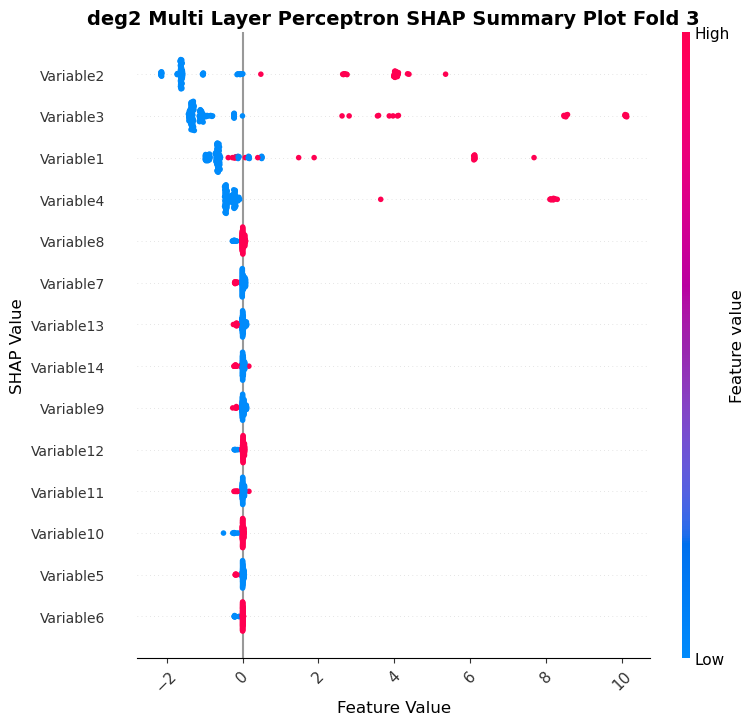 deg2 Multi Layer Perceptron SHAP Summary Plot Fold 3
High
Variable2
Variable3
Variable1
Variable4
Variable8
Variable7
Variable13
Variable14
Variable9
Variable12
Variable11
Variable10
Variable5
Variable6
SHAP Value
Feature value
Low
−2
0
2
4
6
8
10
Feature Value